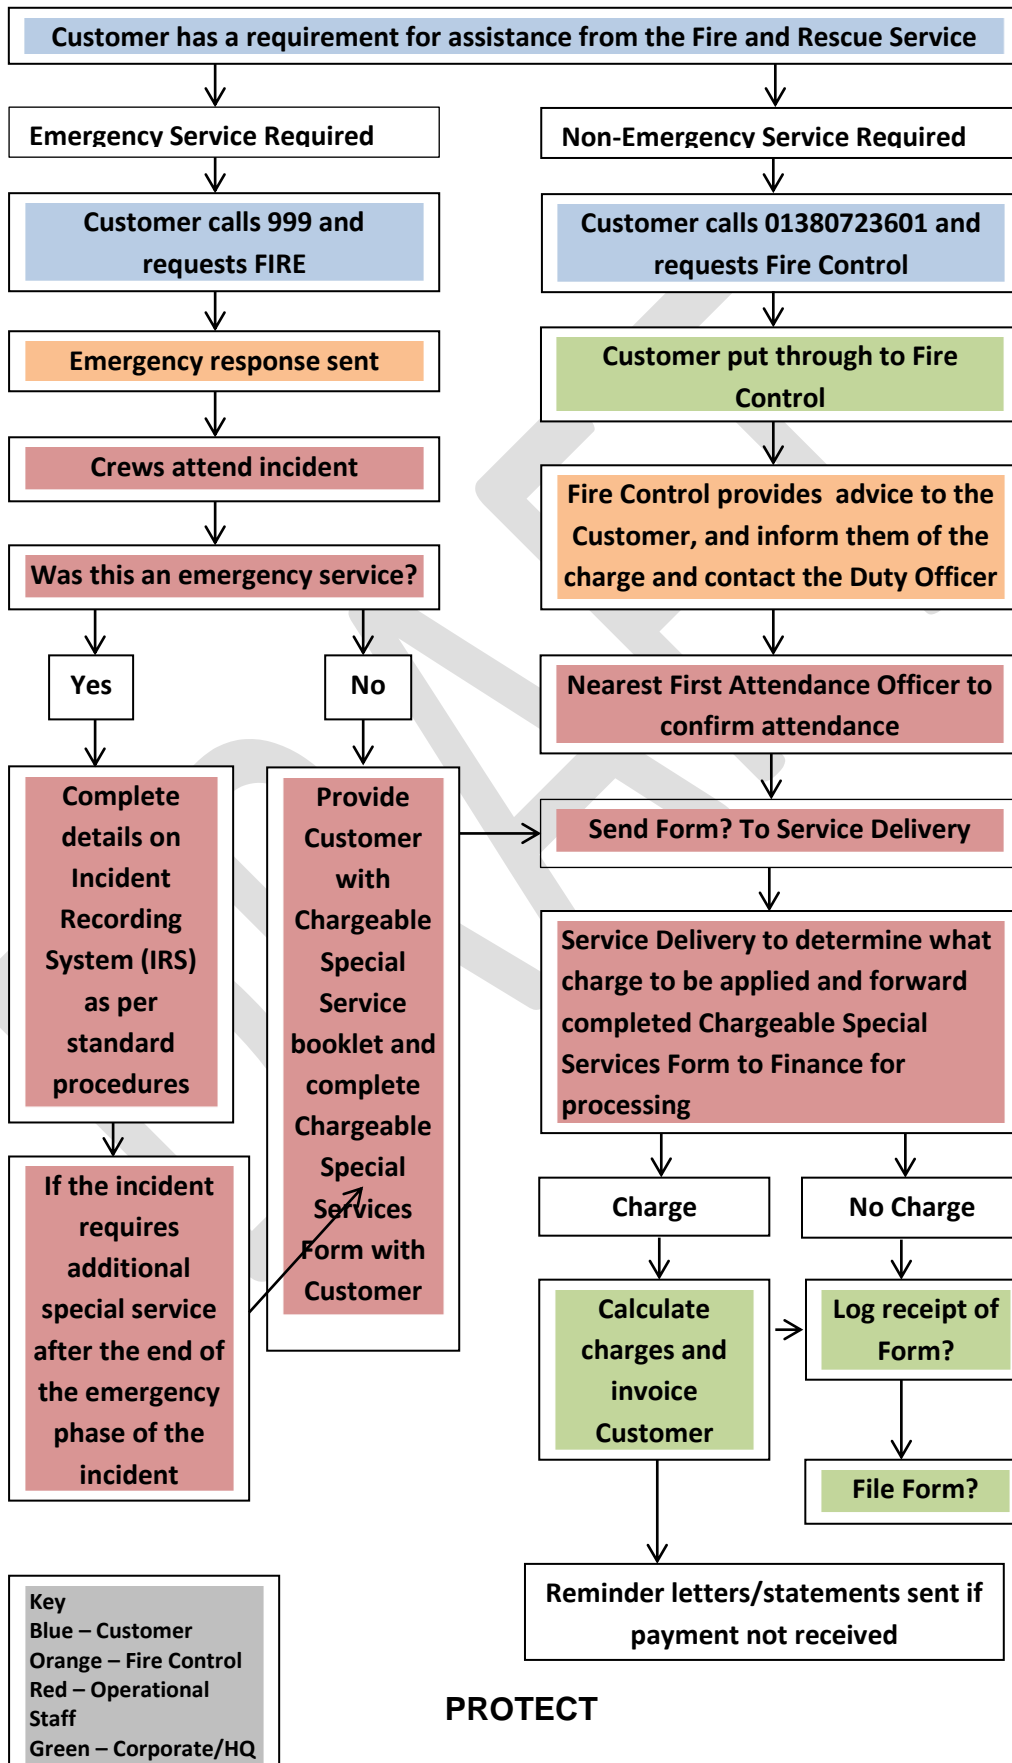 Customer has a requirement for assistance from the Fire and Rescue Service
Emergency Service Required
Non-Emergency Service Required
Customer calls 999 and
requests FIRE
Customer calls 01380723601 and
requests Fire Control
Emergency response sent
Customer put through to Fire
Control
Crews attend incident
Fire Control provides advice to the
Customer, and inform them of the
charge and contact the Duty Officer
Was this an emergency service?
Yes
No
Nearest First Attendance Officer to
confirm attendance
Complete
details on
Incident
Recording
System (IRS)
as per
standard
procedures
Provide
Customer
with
Chargeable
Special
Service
booklet and
complete
Chargeable
Special
Services
Form with
Customer
Send Form? To Service Delivery
Service Delivery to determine what
charge to be applied and forward
completed Chargeable Special
Services Form to Finance for
processing
If the incident
requires
additional
special service
after the end of
the emergency
phase of the
incident
Charge
No Charge
Calculate
charges and
invoice
Customer
Log receipt of
Form?
File Form?
Reminder letters/statements sent if
payment not received
Key
Blue – Customer
Orange – Fire Control
Red – Operational
Staff
Green – Corporate/HQ
PROTECT
DRAFT